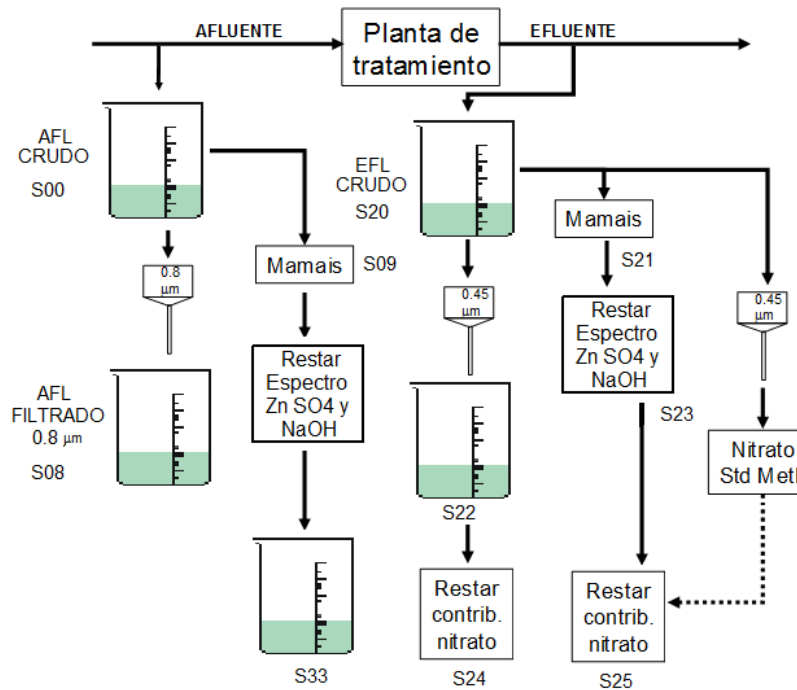 AFLUENTE
Planta de
tratamiento
EFLUENTE
AFL
CRUDO
S00
0.8
µm
AFL
FILTRADO
0.8 µm
S08
Mamais
S09
Restar
Espectro
Zn SO4 y
NaOH
S33
EFL
CRUDO
S20
0.45
µm
S22
Restar
contrib.
nitrato
S24
Mamais
S21
Restar
Espectro
Zn SO4 y
NaOH
S23
Restar
contrib.
nitrato
S25
0.45
µm
Nitrato
Std Meth